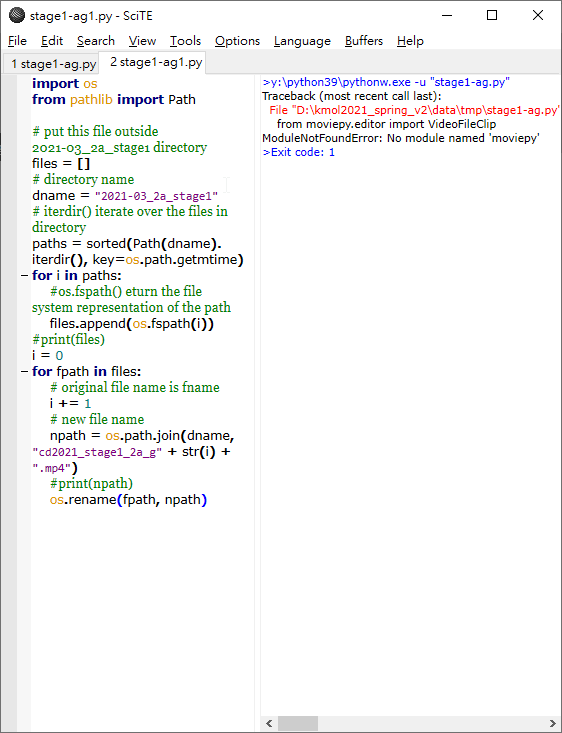 stage1-ag1.py - SciTE
File Edit Search View Tools Options Language Buffers Help
1 stage1-ag.py 2 stage1-ag1.py
import os
from pathlib import Path
# put this file outside
2021-03_2a_stage1 directory
files = []
# directory name
dname = "2021-03_2a_stage1"
# iterdir() iterate over the files in
directory
paths = sorted(Path(dname).
iterdir(), key=os.path.getmtime)
for i in paths:
#os.fspath() eturn the file
system representation of the path
files.append(os.fspath(i))
#print(files)
i = 0
for fpath in files:
# original file name is fname
i += 1
# new file name
npath = os.path.join(dname,
"cd2021_stage1_2a_g" + str(i) +
".mp4")
#print(npath)
os.rename(fpath, npath)
>y:\python39\pythonw.exe -u "stage1-ag.py"
Traceback (most recent call last):
File "D:\kmol2021_spring_v2\data\tmp\stage1-ag.py"
from moviepy.editor import VideoFileClip
ModuleNotFoundError: No module named 'moviepy'
>Exit code: 1